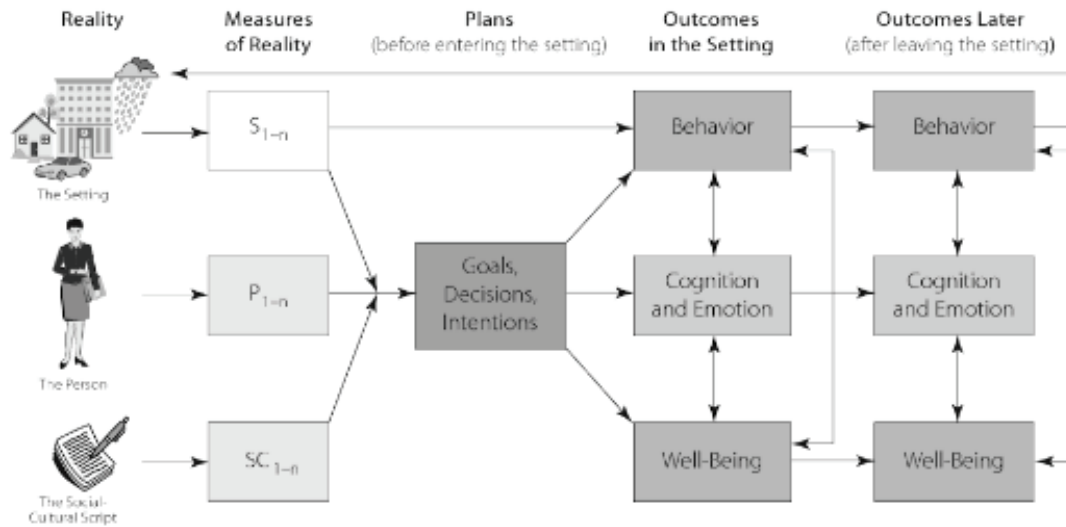 Reality
Measures
of Reality
Plans
(before entering the setting)
Outcomes
in the Setting
Outcomes Later
(after leaving the setting)
The Setting
S1–n
Behavior
Behavior
The Person
P1–n
Goals,
Decisions,
Intentions
Cognition
and Emotion
Cognition
and Emotion
The Social-
Cultural Script
SC1–n
Well-Being
Well-Being